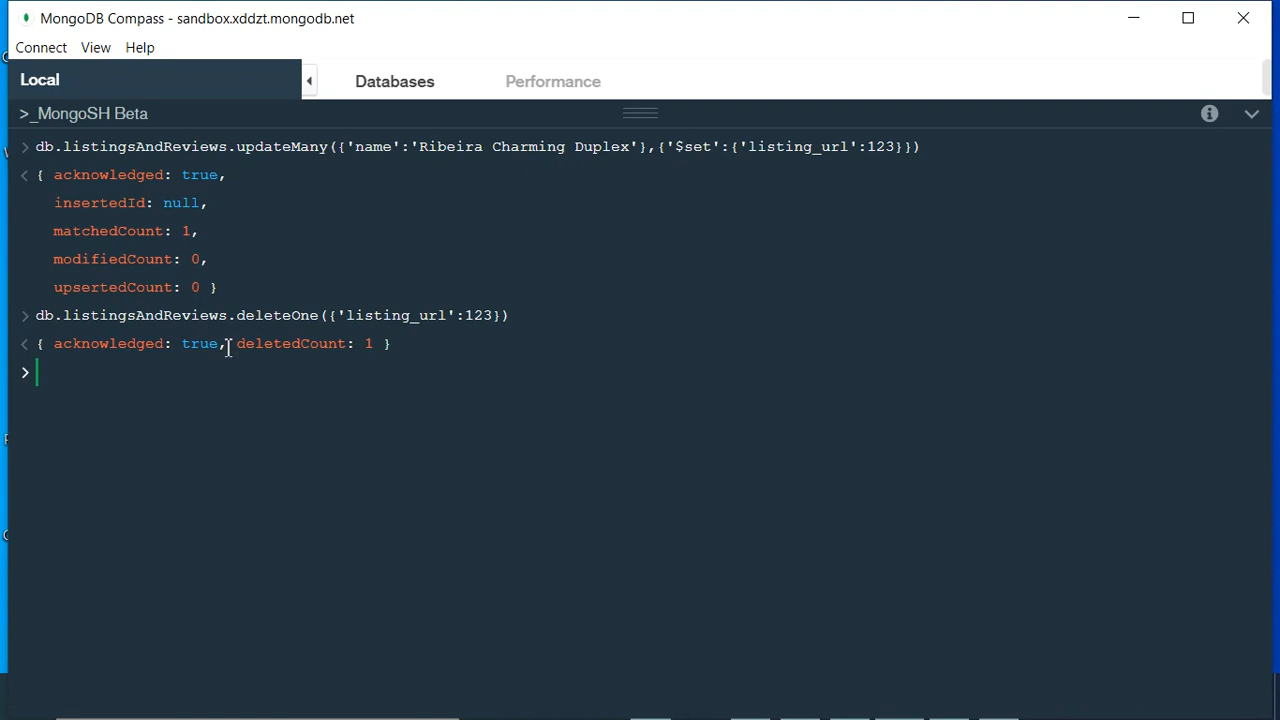 MongoDB Compass - sandbox.xddzt.mongodb.net
Connect View Help
Local Databases Performance
>_MongoSH Beta
> db.listingsAndReviews.updateMany({'name':'Ribeira Charming Duplex'},{'$set':{'listing_url':123}})
< { acknowledged: true,
insertedId: null,
matchedCount: 1,
modifiedCount: 0,
upsertedCount: 0 }
> db.listingsAndReviews.deleteOne({'listing_url':123})
< { acknowledged: true, deletedCount: 1 }
>